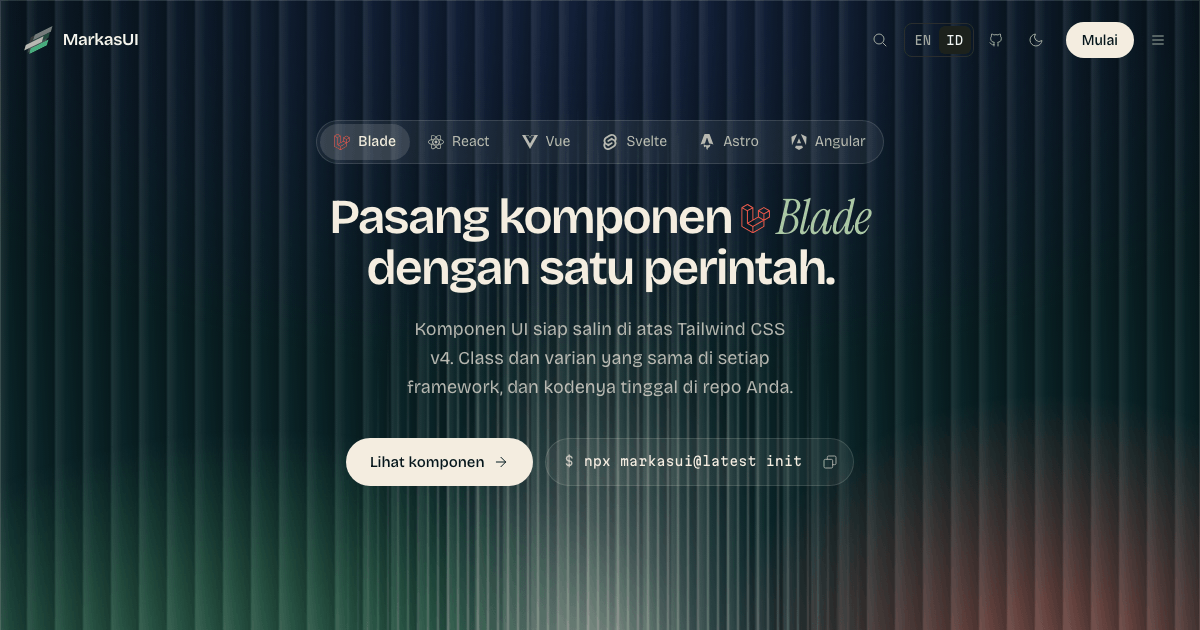 MarkasUI
EN ID
Mulai
Blade React Vue Svelte Astro Angular
Pasang komponen Blade
dengan satu perintah.
Komponen UI siap salin di atas Tailwind CSS
v4. Class dan varian yang sama di setiap
framework, dan kodenya tinggal di repo Anda.
Lihat komponen
$ npx markasui@latest init